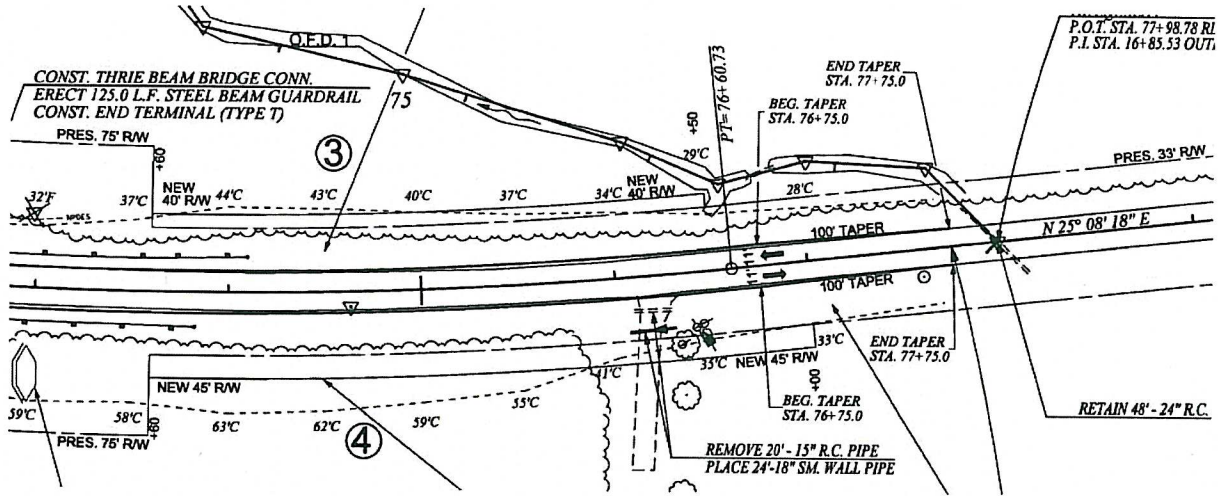 P.O.T. STA. 77+98.78
P.I. STA. 16+85.53
O.F.D. 1
CONST. THRIE BEAM BRIDGE CONN.
ERECT 125.0 L.F. STEEL BEAM GUARDRAIL
CONST. END TERMINAL (TYPE T)
75
END TAPER
STA. 77+75.0
BEG. TAPER
STA. 76+75.0
+50
PT= 76+60.73
PRES. 75' R/W
+60
3
29'C
PRES. 33' R/W
32'F
37'C
NEW
40' R/W
44'C
43'C
40'C
37'C
34'C
NEW
40' R/W
28'C
NPDES
100' TAPER
N 25° 08' 18" E
11'
11'
100' TAPER
7
33'C
END TAPER
STA. 77+75.0
NEW 45' R/W
41'C
35'C
NEW 45' R/W
+00
59'C
58'C
63'C
62'C
59'C
55'C
BEG. TAPER
STA. 76+75.0
RETAIN 48' - 24" R.C.
+60
PRES. 75' R/W
4
REMOVE 20' - 15" R.C. PIPE
PLACE 24'-18" SM. WALL PIPE